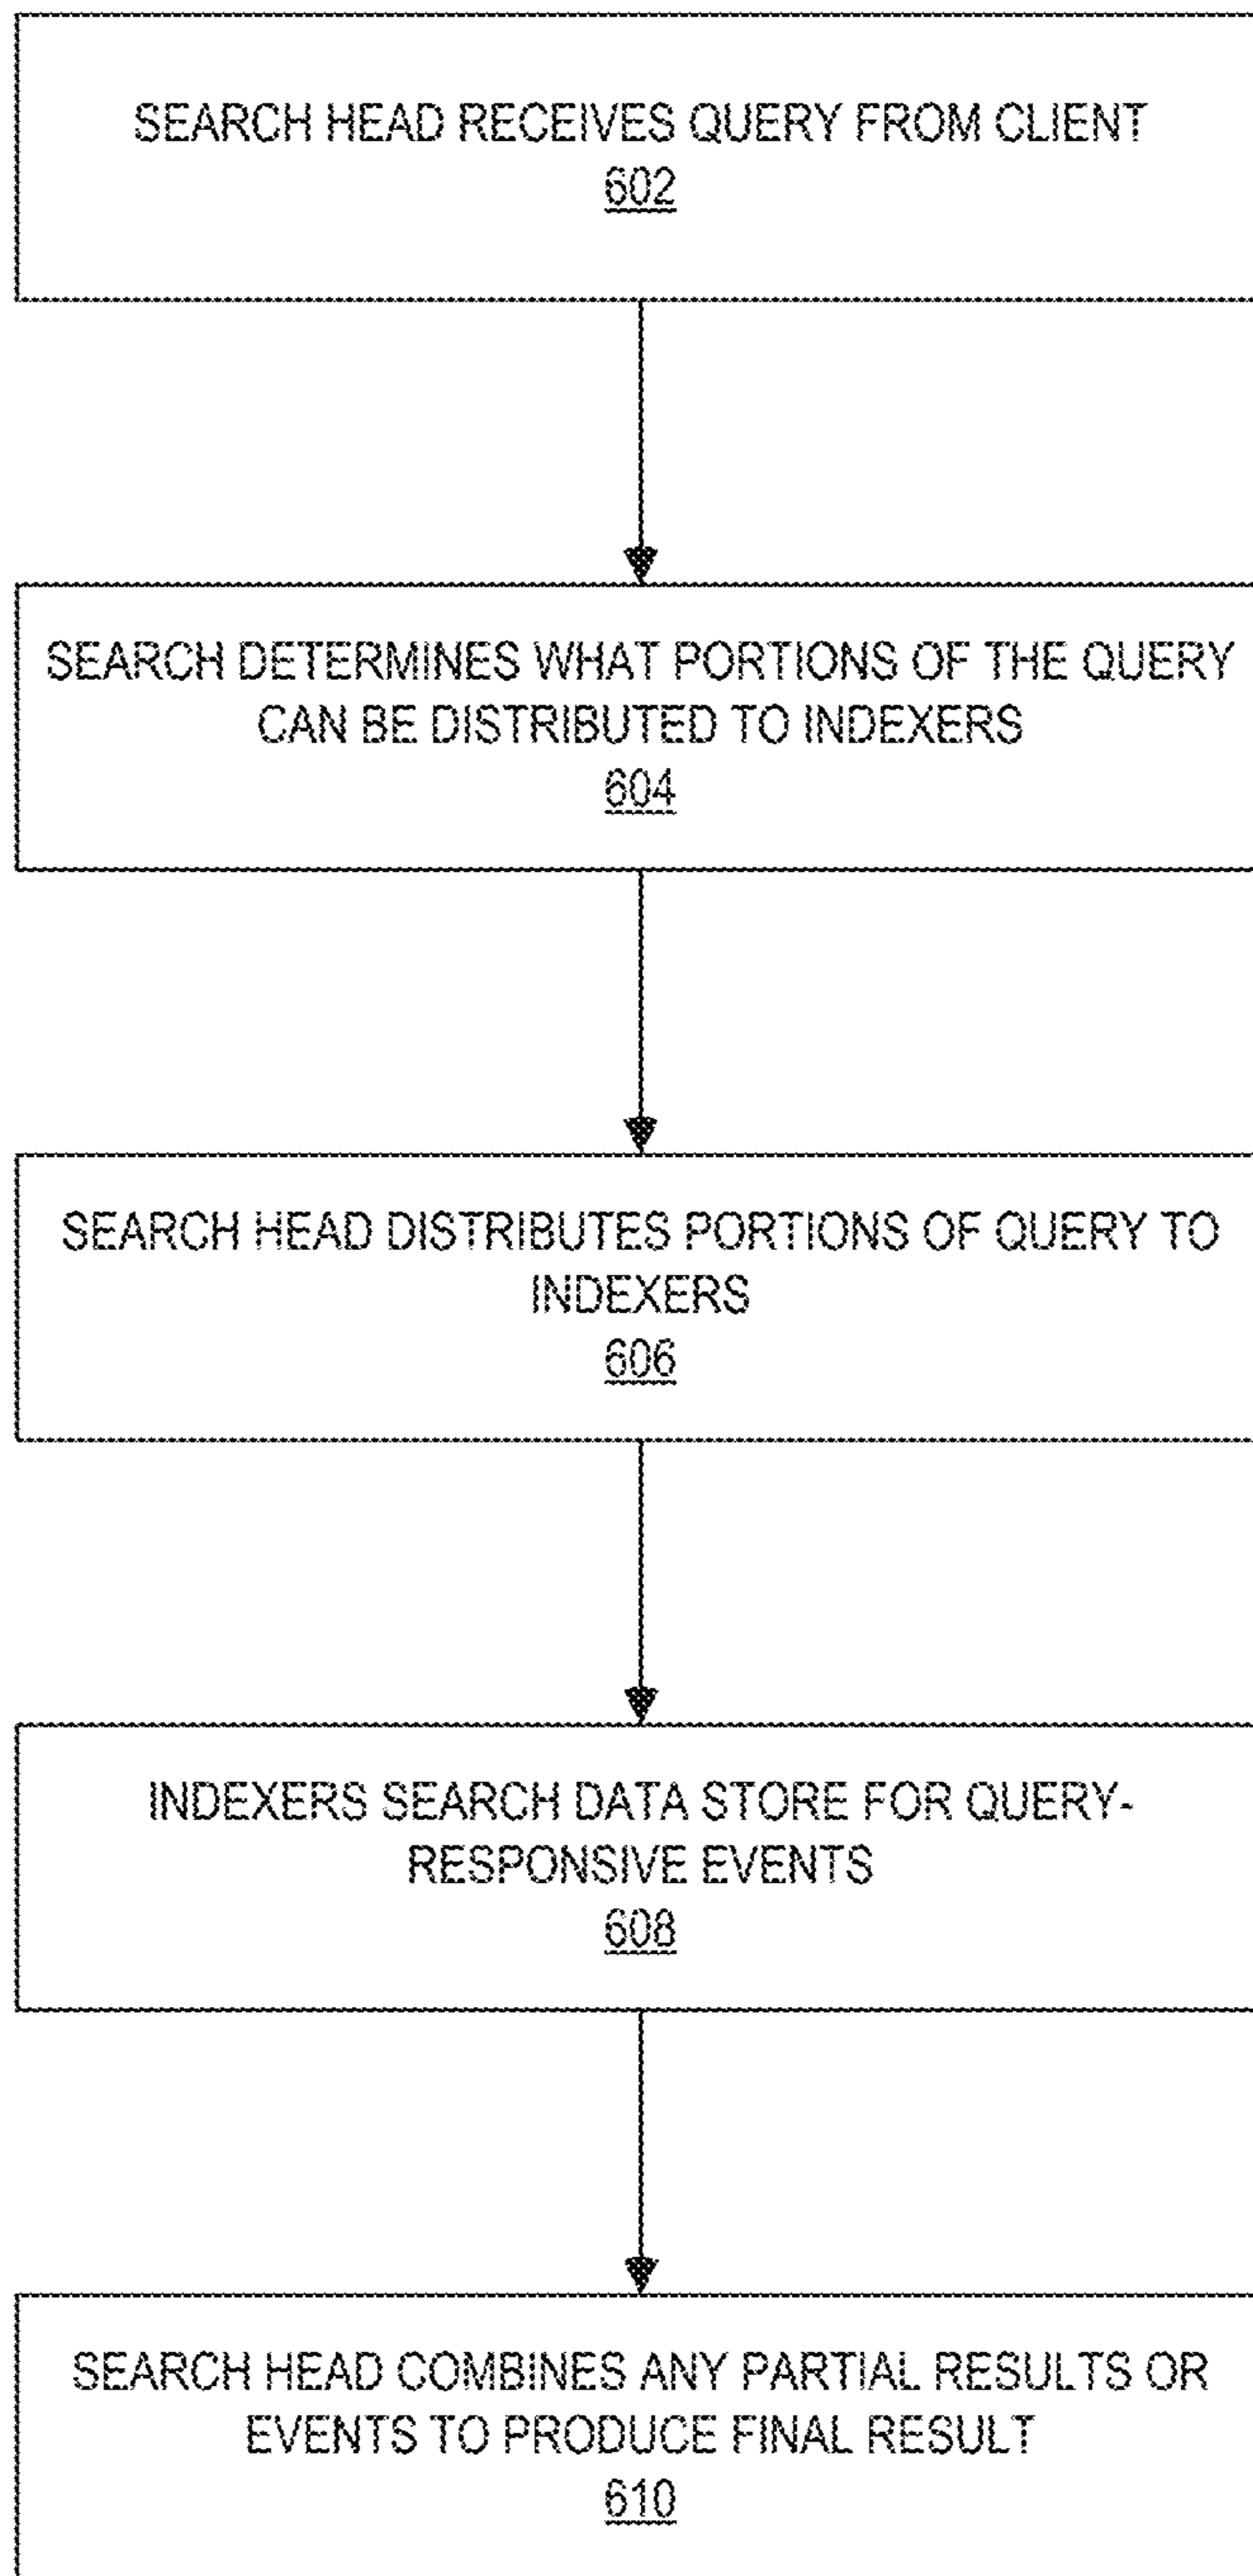 SEARCH HEAD RECEIVES QUERY FROM CLIENT
602
SEARCH DETERMINES WHAT PORTIONS OF THE QUERY
CAN BE DISTRIBUTED TO INDEXERS
604
SEARCH HEAD DISTRIBUTES PORTIONS OF QUERY TO
INDEXERS
606
INDEXERS SEARCH DATA STORE FOR QUERY-
RESPONSIVE EVENTS
608
SEARCH HEAD COMBINES ANY PARTIAL RESULTS OR
EVENTS TO PRODUCE FINAL RESULT
610